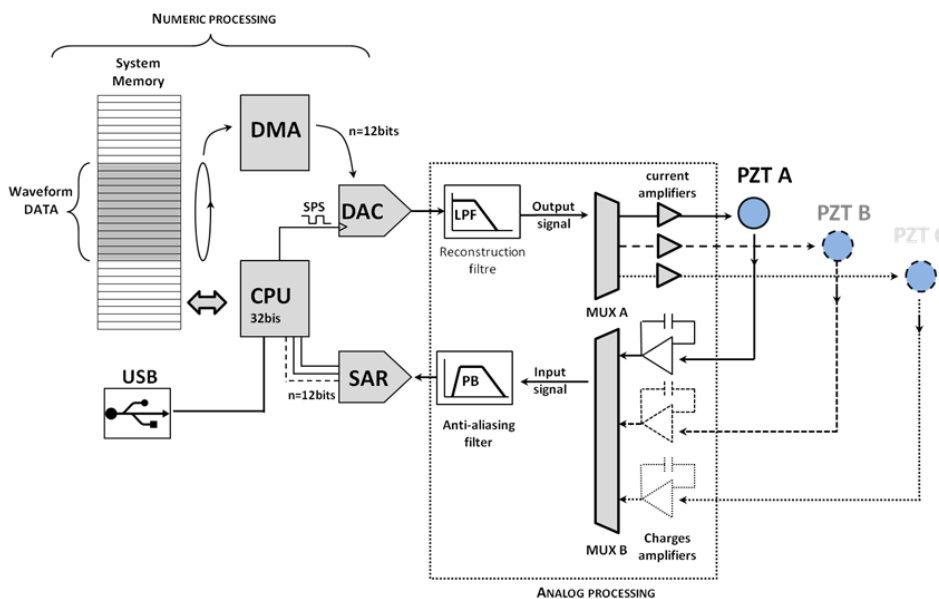 NUMERIC PROCESSING
System
Memory
DMA
n=12bits
Waveform
DATA
SPS
DAC
LPF
Output
signal
Reconstruction
filtre
current
amplifiers
PZT A
PZT B
PZT
MUX A
CPU
32bis
USB
SAR
n=12bits
PB
Input
signal
Anti-aliasing
filter
MUX B
Charges
amplifiers
ANALOG PROCESSING